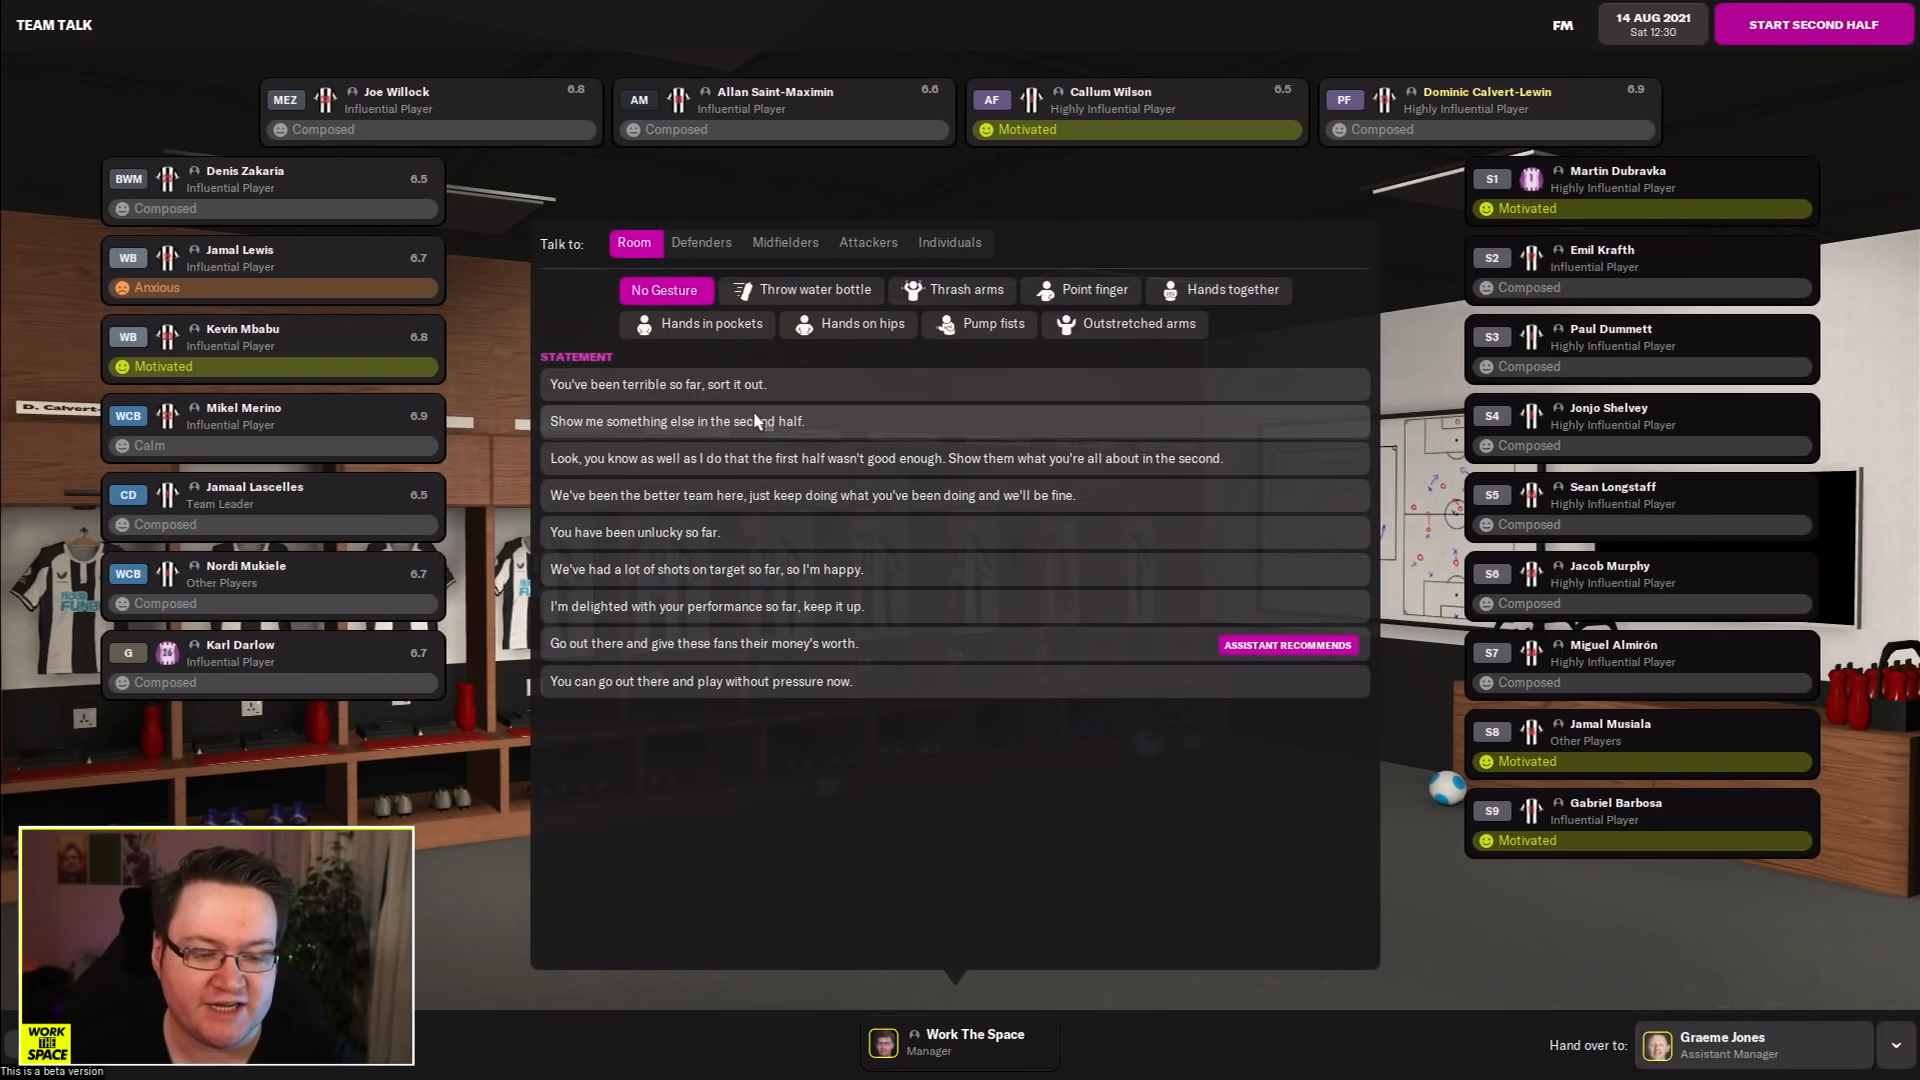 TEAM TALK
FM
14 AUG 2021
Sat 12:30
START SECOND HALF
MEZ
Joe Willock
Influential Player
6.8
Composed
AM
Allan Saint-Maximin
Influential Player
6.6
Composed
AF
Callum Wilson
Highly Influential Player
6.5
Motivated
PF
Dominic Calvert-Lewin
Highly Influential Player
6.9
Composed
BWM
Denis Zakaria
Influential Player
6.5
Composed
WB
Jamal Lewis
Influential Player
6.7
Anxious
WB
Kevin Mbabu
Influential Player
6.8
Motivated
WCB
Mikel Merino
Influential Player
6.9
Calm
CD
Jamaal Lascelles
Team Leader
6.5
Composed
WCB
Nordi Mukiele
Other Players
6.7
Composed
G
26
Karl Darlow
Influential Player
6.7
Composed
D. Calvert-
Talk to:
Room
Defenders
Midfielders
Attackers
Individuals
No Gesture
Throw water bottle
Thrash arms
Point finger
Hands together
Hands in pockets
Hands on hips
Pump fists
Outstretched arms
STATEMENT
You've been terrible so far, sort it out.
Show me something else in the second half.
Look, you know as well as I do that the first half wasn't good enough. Show them what you're all about in the second.
We've been the better team here, just keep doing what you've been doing and we'll be fine.
You have been unlucky so far.
We've had a lot of shots on target so far, so I'm happy.
I'm delighted with your performance so far, keep it up.
Go out there and give these fans their money's worth.
ASSISTANT RECOMMENDS
You can go out there and play without pressure now.
S1
1
Martin Dubravka
Highly Influential Player
Motivated
S2
Emil Krafth
Influential Player
Composed
S3
Paul Dummett
Highly Influential Player
Composed
S4
Jonjo Shelvey
Highly Influential Player
Composed
S5
Sean Longstaff
Highly Influential Player
Composed
S6
Jacob Murphy
Highly Influential Player
Composed
S7
Miguel Almirón
Highly Influential Player
Composed
S8
Jamal Musiala
Other Players
Motivated
S9
Gabriel Barbosa
Influential Player
Motivated
WORK
THE
SPACE
This is a beta version
Work The Space
Manager
Hand over to:
Graeme Jones
Assistant Manager